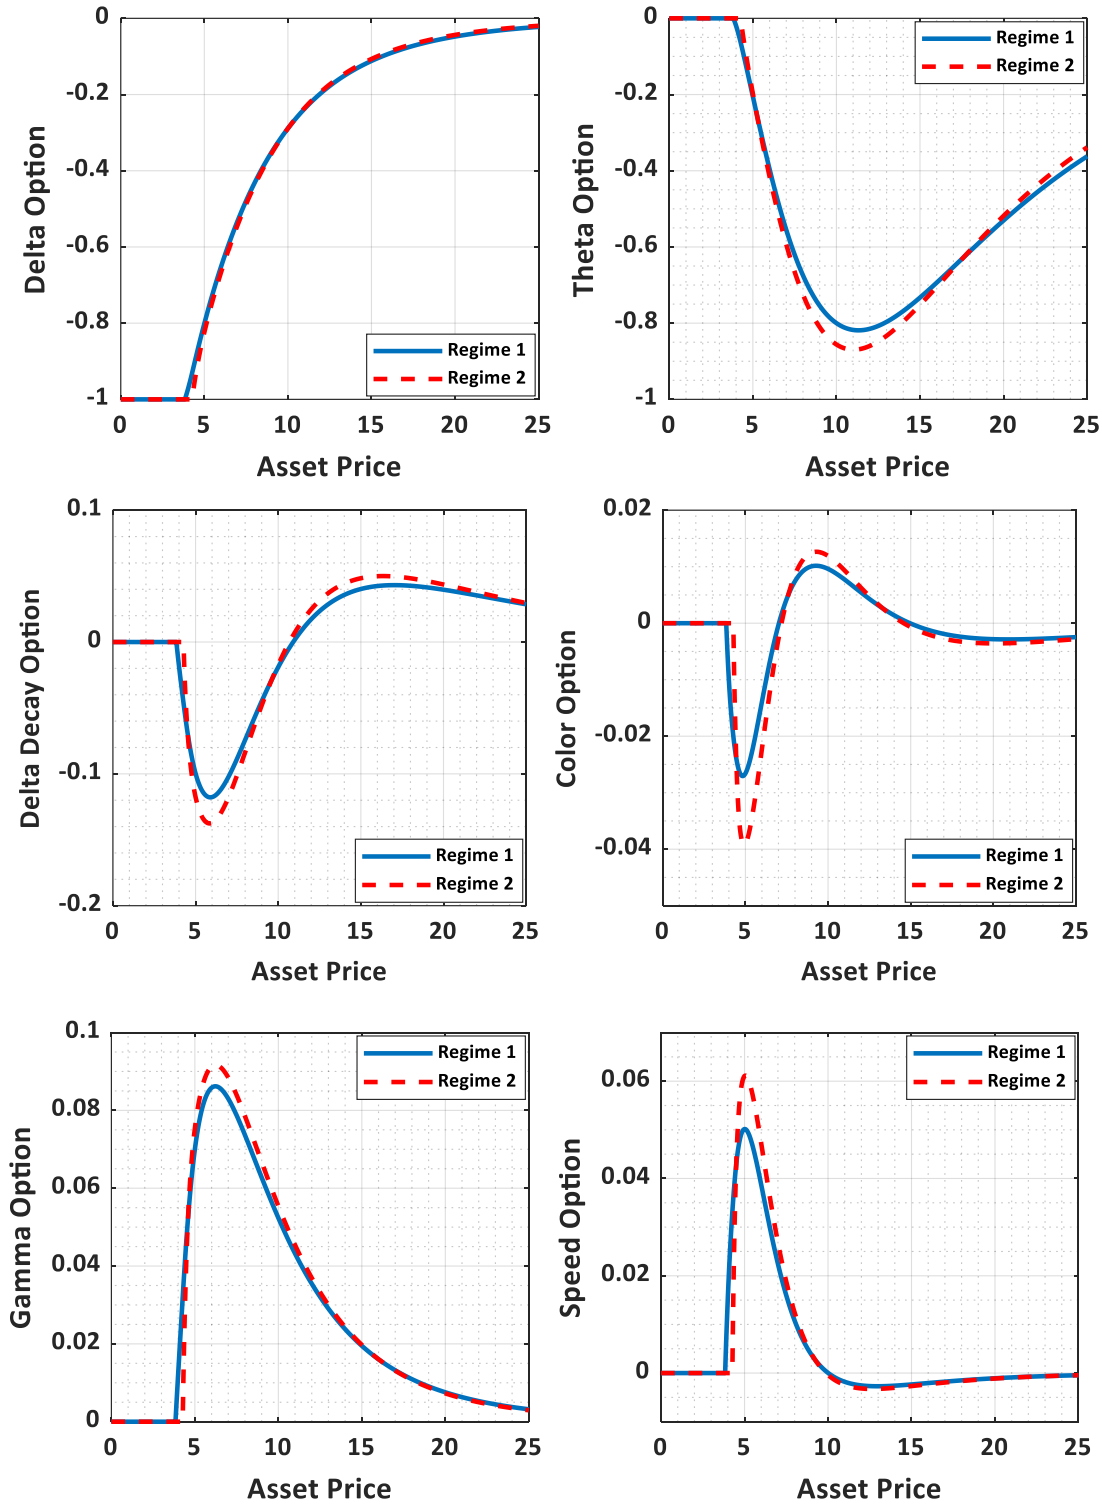 0
-0.2
-0.4
-0.6
-0.8
-1
Delta Option
Regime 1
Regime 2
0 5 10 15 20 25
Asset Price
0
-0.2
-0.4
-0.6
-0.8
-1
Theta Option
Regime 1
Regime 2
0 5 10 15 20 25
Asset Price
0.1
0
-0.1
-0.2
Delta Decay Option
Regime 1
Regime 2
0 5 10 15 20 25
Asset Price
0.02
0
-0.02
-0.04
Color Option
Regime 1
Regime 2
0 5 10 15 20 25
Asset Price
0.1
0.08
0.06
0.04
0.02
0
Gamma Option
Regime 1
Regime 2
0 5 10 15 20 25
Asset Price
0.06
0.04
0.02
0
Speed Option
Regime 1
Regime 2
0 5 10 15 20 25
Asset Price